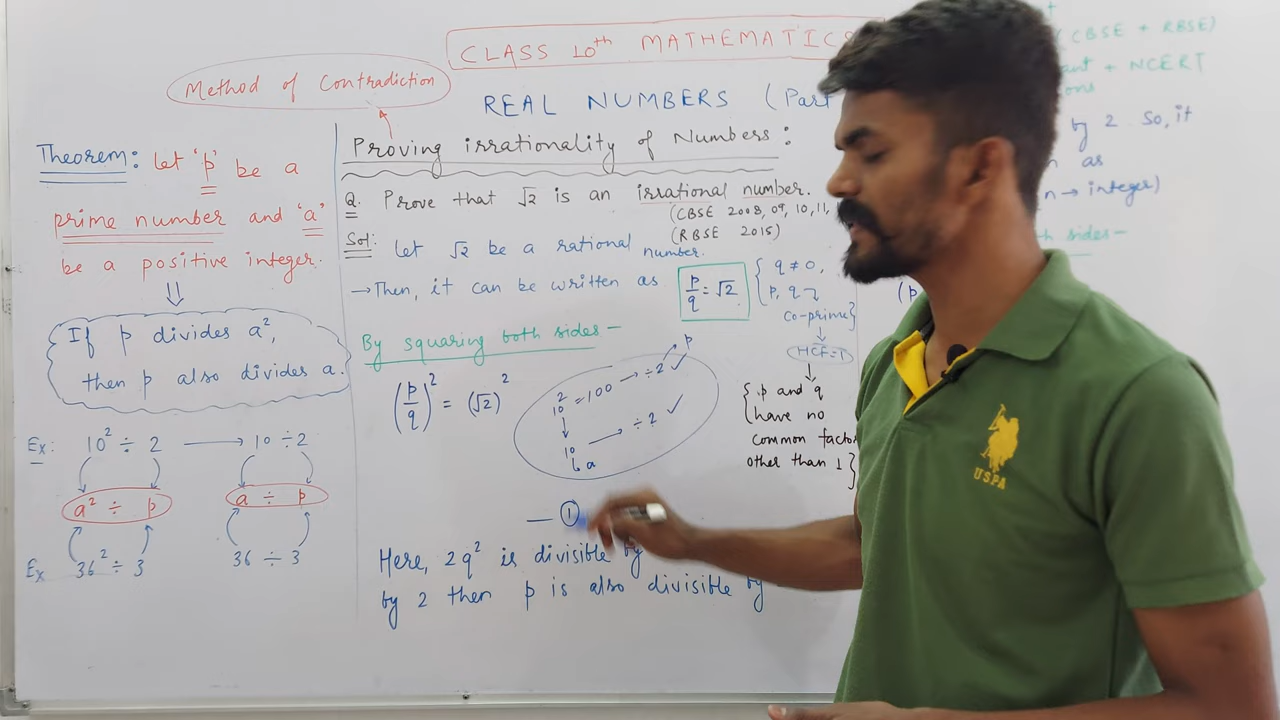 CLASS 10th MATHEMATICS
REAL NUMBERS (Part
Method of Contradiction
Theorem: Let 'p' be a
prime number and 'a'
be a positive integer.
⇓
If p divides a²,
then p also divides a.
Ex: 10² ÷ 2 → 10 ÷ 2
a² ÷ p a ÷ p
Ex 36² ÷ 3 36 ÷ 3
Proving irrationality of Numbers:
Q. Prove that √2 is an irrational number.
(CBSE 2008, 09, 10, 11,
(RBSE 2015)
Sol: Let √2 be a rational number.
→ Then, it can be written as p/q = √2 { q ≠ 0,
p, q →
co-prime}
HCF=1
{ p and q
have no
common factor
other than 1 }
By squaring both sides –
(p/q)² = (√2)²
10² = 100 → ÷2 ✓ p
10 → ÷2 ✓
a
— ①
Here, 2q² is divisible by
by 2 then p is also divisible by
(CBSE + RBSE)
+ NCERT
by 2. So, it
as
n → integer)
sides –
(p
USPA